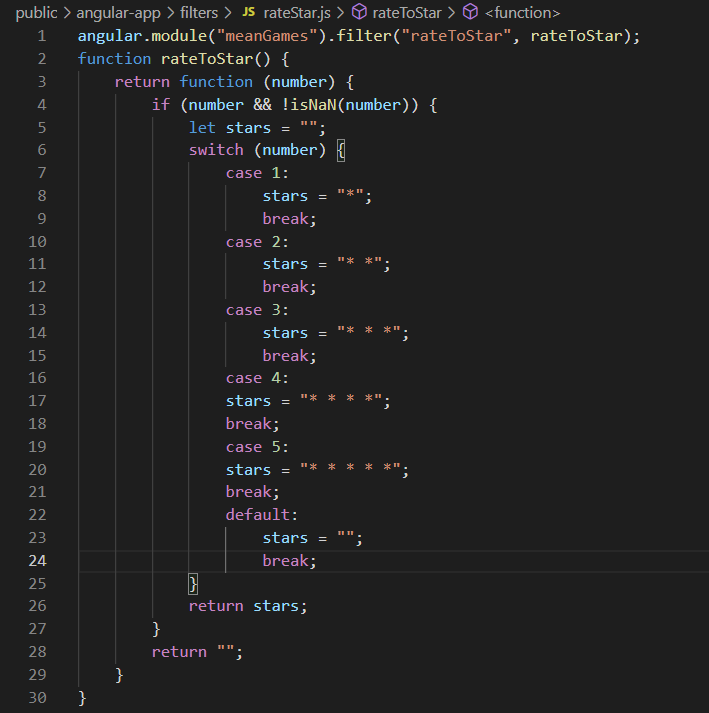 public > angular-app > filters > JS rateStar.js > rateToStar > <function>
1 angular.module("meanGames").filter("rateToStar", rateToStar);
2 function rateToStar() {
3     return function (number) {
4         if (number && !isNaN(number)) {
5             let stars = "";
6             switch (number) {
7                 case 1:
8                     stars = "*";
9                     break;
10                 case 2:
11                     stars = "* *";
12                     break;
13                 case 3:
14                     stars = "* * *";
15                     break;
16                 case 4:
17                 stars = "* * * *";
18                 break;
19                 case 5:
20                 stars = "* * * * *";
21                 break;
22                 default:
23                     stars = "";
24                     break;
25             }
26             return stars;
27         }
28         return "";
29     }
30 }